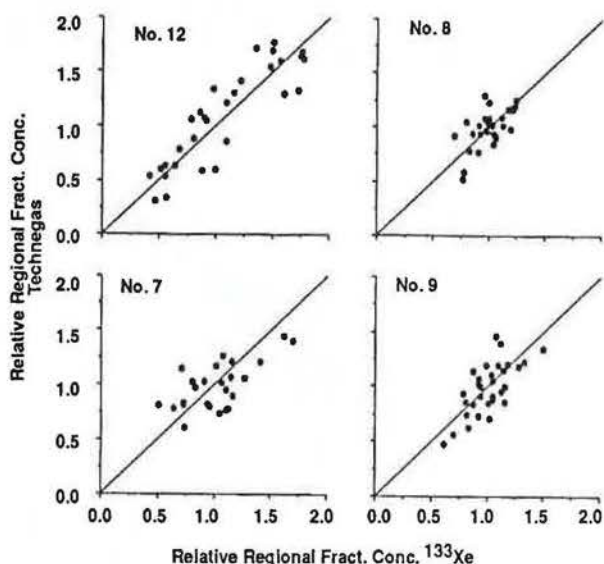 2.0
No. 12
No. 8
1.5
1.0
0.5
0.0
2.0
No. 7
No. 9
1.5
1.0
0.5
0.0
0.0 0.5 1.0 1.5 2.0 0.0 0.5 1.0 1.5 2.0
Relative Regional Fract. Conc.
Technegas
Relative Regional Fract. Conc. ¹³³Xe